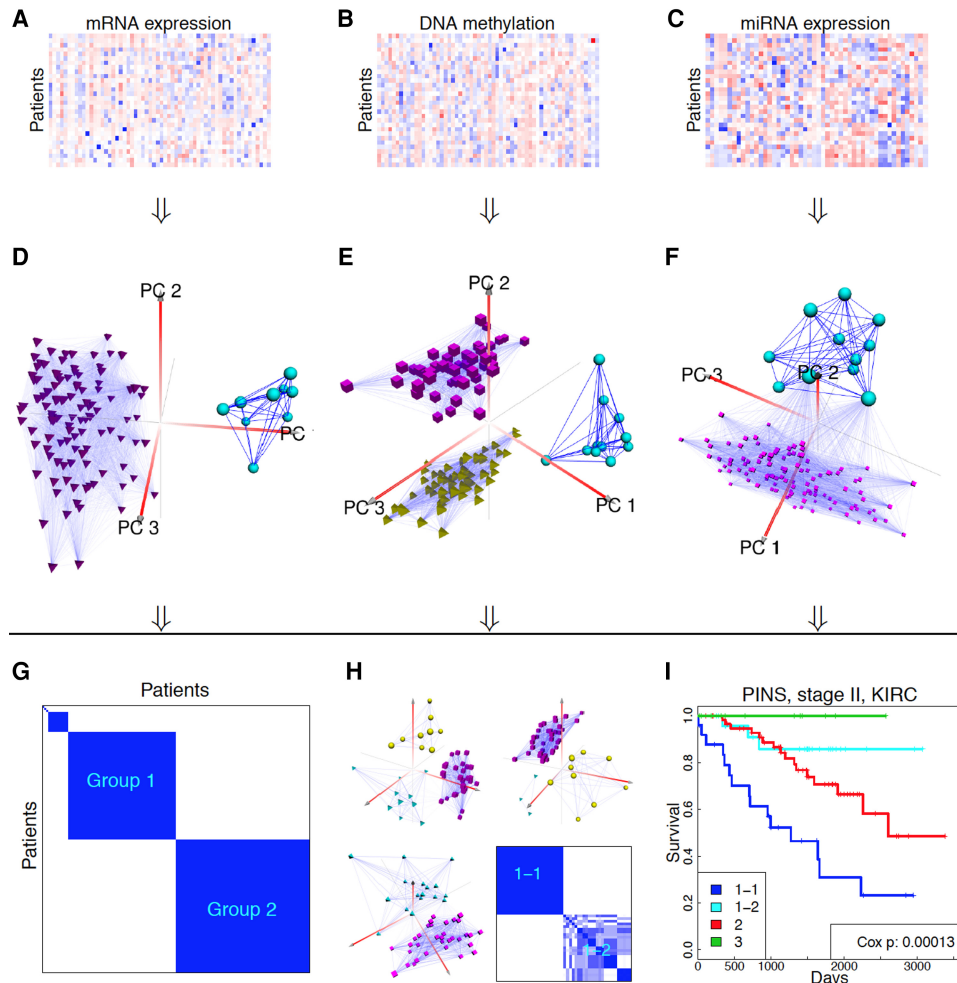 A
mRNA expression
Patients
B
DNA methylation
Patients
C
miRNA expression
Patients
⇓ ⇓ ⇓
D
PC 2
PC
PC 3
E
PC 2
PC 3
PC 1
F
PC 3
PC 2
PC 1
⇓ ⇓ ⇓
G
Patients
Patients
Group 1
Group 2
H
1-1
I
PINS, stage II, KIRC
Survival
1.0
0.8
0.6
0.4
0.2
0.0
1-1
1-2
2
3
Cox p: 0.00013
0 500 1000 2000 3000
Days